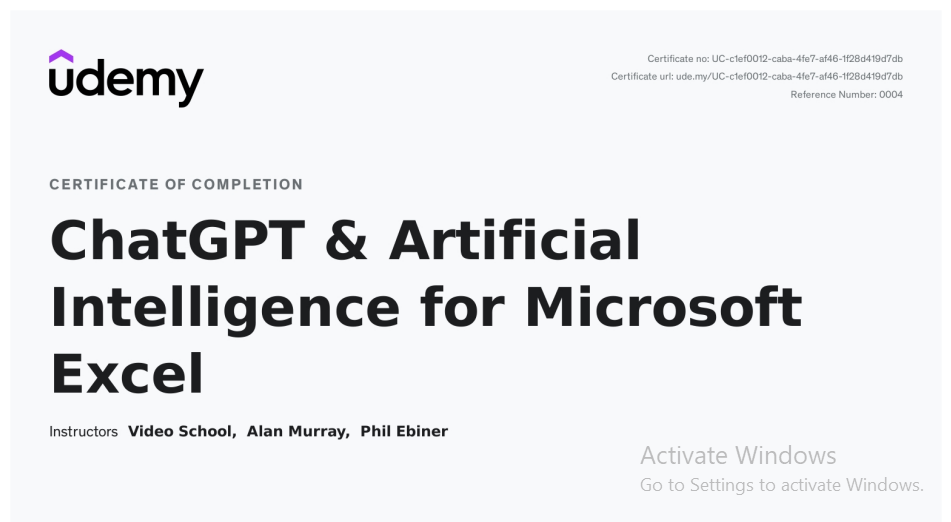 udemy
Certificate no: UC-c1ef0012-caba-4fe7-af46-1f28d419d7db
Certificate url: ude.my/UC-c1ef0012-caba-4fe7-af46-1f28d419d7db
Reference Number: 0004
CERTIFICATE OF COMPLETION
ChatGPT & Artificial
Intelligence for Microsoft
Excel
Instructors Video School, Alan Murray, Phil Ebiner
Activate Windows
Go to Settings to activate Windows.